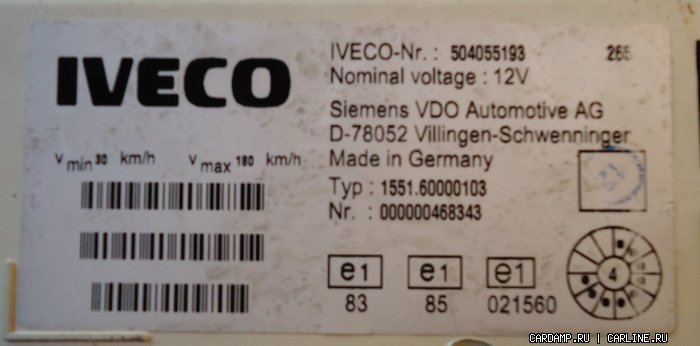 IVECO
IVECO-Nr. : 504055193 265
Nominal voltage : 12V
Siemens VDO Automotive AG
D-78052 Villingen-Schwenninger
Made in Germany
V min 30 km/h V max 180 km/h
Typ : 1551.60000103
Nr. : 000000468343
e1 e1 e1
83 85 021560
4
CARDAMP.RU | CARLINE.RU